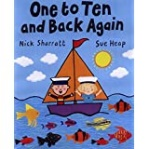 One to Ten
and Back Again
Nick Sharratt Sue Heap